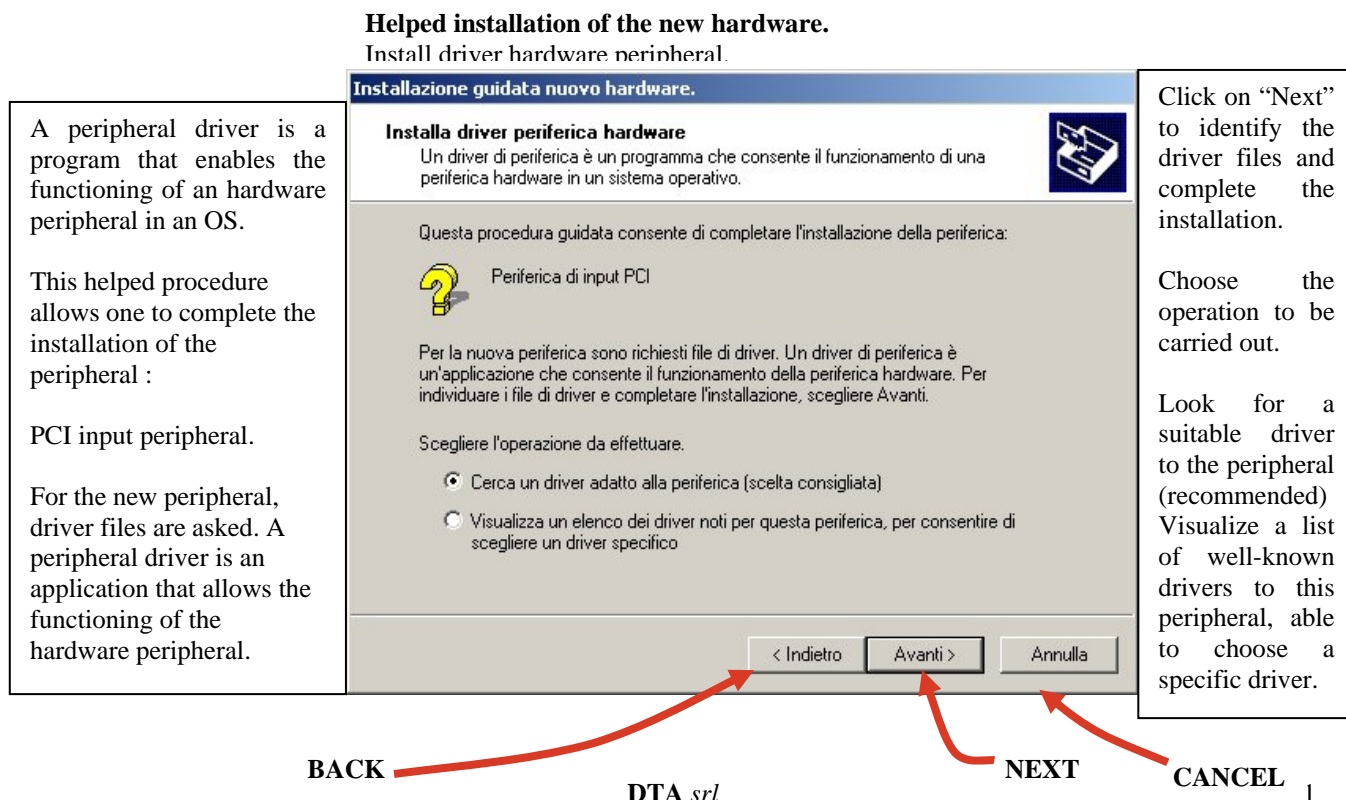 Helped installation of the new hardware.
Install driver hardware peripheral.
A peripheral driver is a
program that enables the
functioning of an hardware
peripheral in an OS.
This helped procedure
allows one to complete the
installation of the
peripheral :
PCI input peripheral.
For the new peripheral,
driver files are asked. A
peripheral driver is an
application that allows the
functioning of the
hardware peripheral.
Installazione guidata nuovo hardware.
Installa driver periferica hardware
Un driver di periferica è un programma che consente il funzionamento di una
periferica hardware in un sistema operativo.
Questa procedura guidata consente di completare l'installazione della periferica:
Periferica di input PCI
Per la nuova periferica sono richiesti file di driver. Un driver di periferica è
un'applicazione che consente il funzionamento della periferica hardware. Per
individuare i file di driver e completare l'installazione, scegliere Avanti.
Scegliere l'operazione da effettuare.
Cerca un driver adatto alla periferica (scelta consigliata)
Visualizza un elenco dei driver noti per questa periferica, per consentire di
scegliere un driver specifico
< Indietro
Avanti >
Annulla
Click on “Next”
to identify the
driver files and
complete the
installation.
Choose the
operation to be
carried out.
Look for a
suitable driver
to the peripheral
(recommended)
Visualize a list
of well-known
drivers to this
peripheral, able
to choose a
specific driver.
BACK
NEXT
CANCEL
DTA srl
1